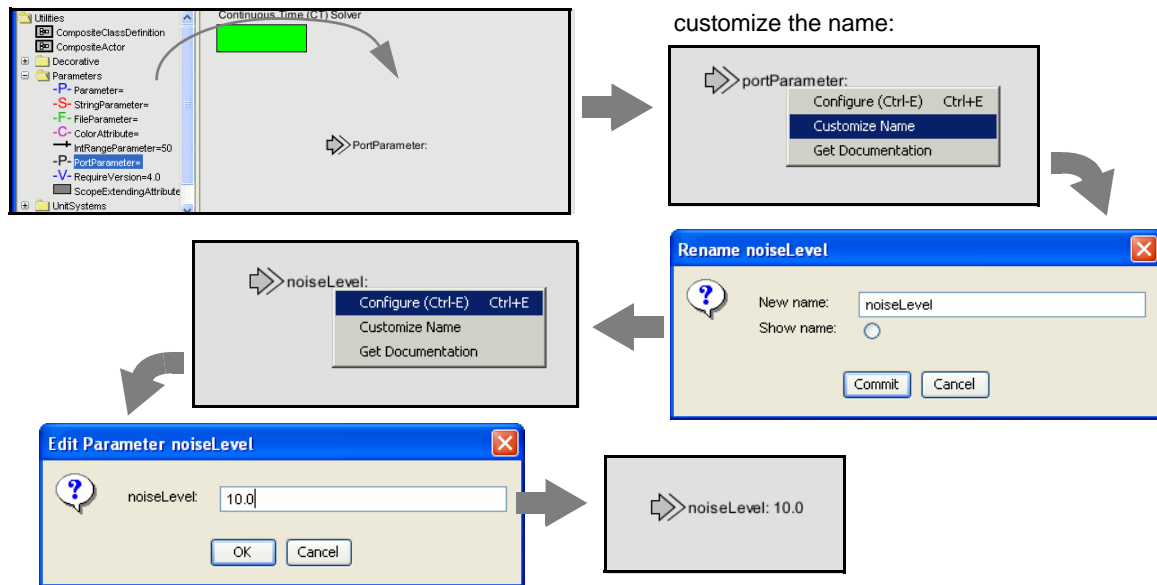 Utilities
CompositeClassDefinition
CompositeActor
Decorative
Parameters
-P- Parameter=
-S- StringParameter=
-F- FileParameter=
-C- ColorAttribute=
IntRangeParameter=50
-P- PortParameter=
-V- RequireVersion=4.0
ScopeExtendingAttribute
UnitSystems
Continuous Time (CT) Solver
PortParameter:
customize the name:
portParameter:
Configure (Ctrl-E) Ctrl+E
Customize Name
Get Documentation
Rename noiseLevel
New name: noiseLevel
Show name:
Commit Cancel
noiseLevel:
Configure (Ctrl-E) Ctrl+E
Customize Name
Get Documentation
Edit Parameter noiseLevel
noiseLevel: 10.0
OK Cancel
noiseLevel: 10.0